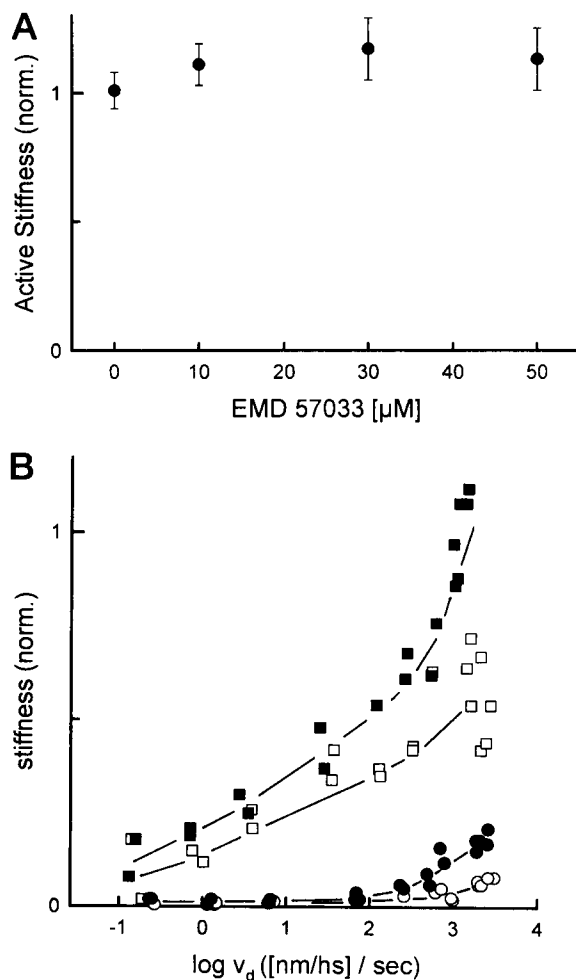 A
Active Stiffness (norm.)
1
0
0 10 20 30 40 50
EMD 57033 [µM]
B
stiffness (norm.)
1
0
-1 0 1 2 3 4
log v_d ([nm/hs] / sec)